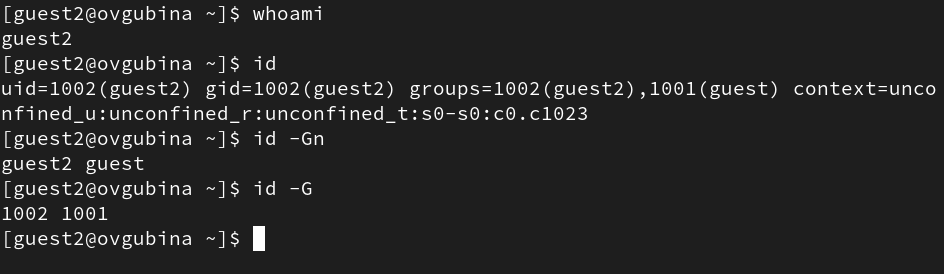 [guest2@ovgubina ~]$ whoami
guest2
[guest2@ovgubina ~]$ id
uid=1002(guest2) gid=1002(guest2) groups=1002(guest2),1001(guest) context=unco
nfined_u:unconfined_r:unconfined_t:s0-s0:c0.c1023
[guest2@ovgubina ~]$ id -Gn
guest2 guest
[guest2@ovgubina ~]$ id -G
1002 1001
[guest2@ovgubina ~]$